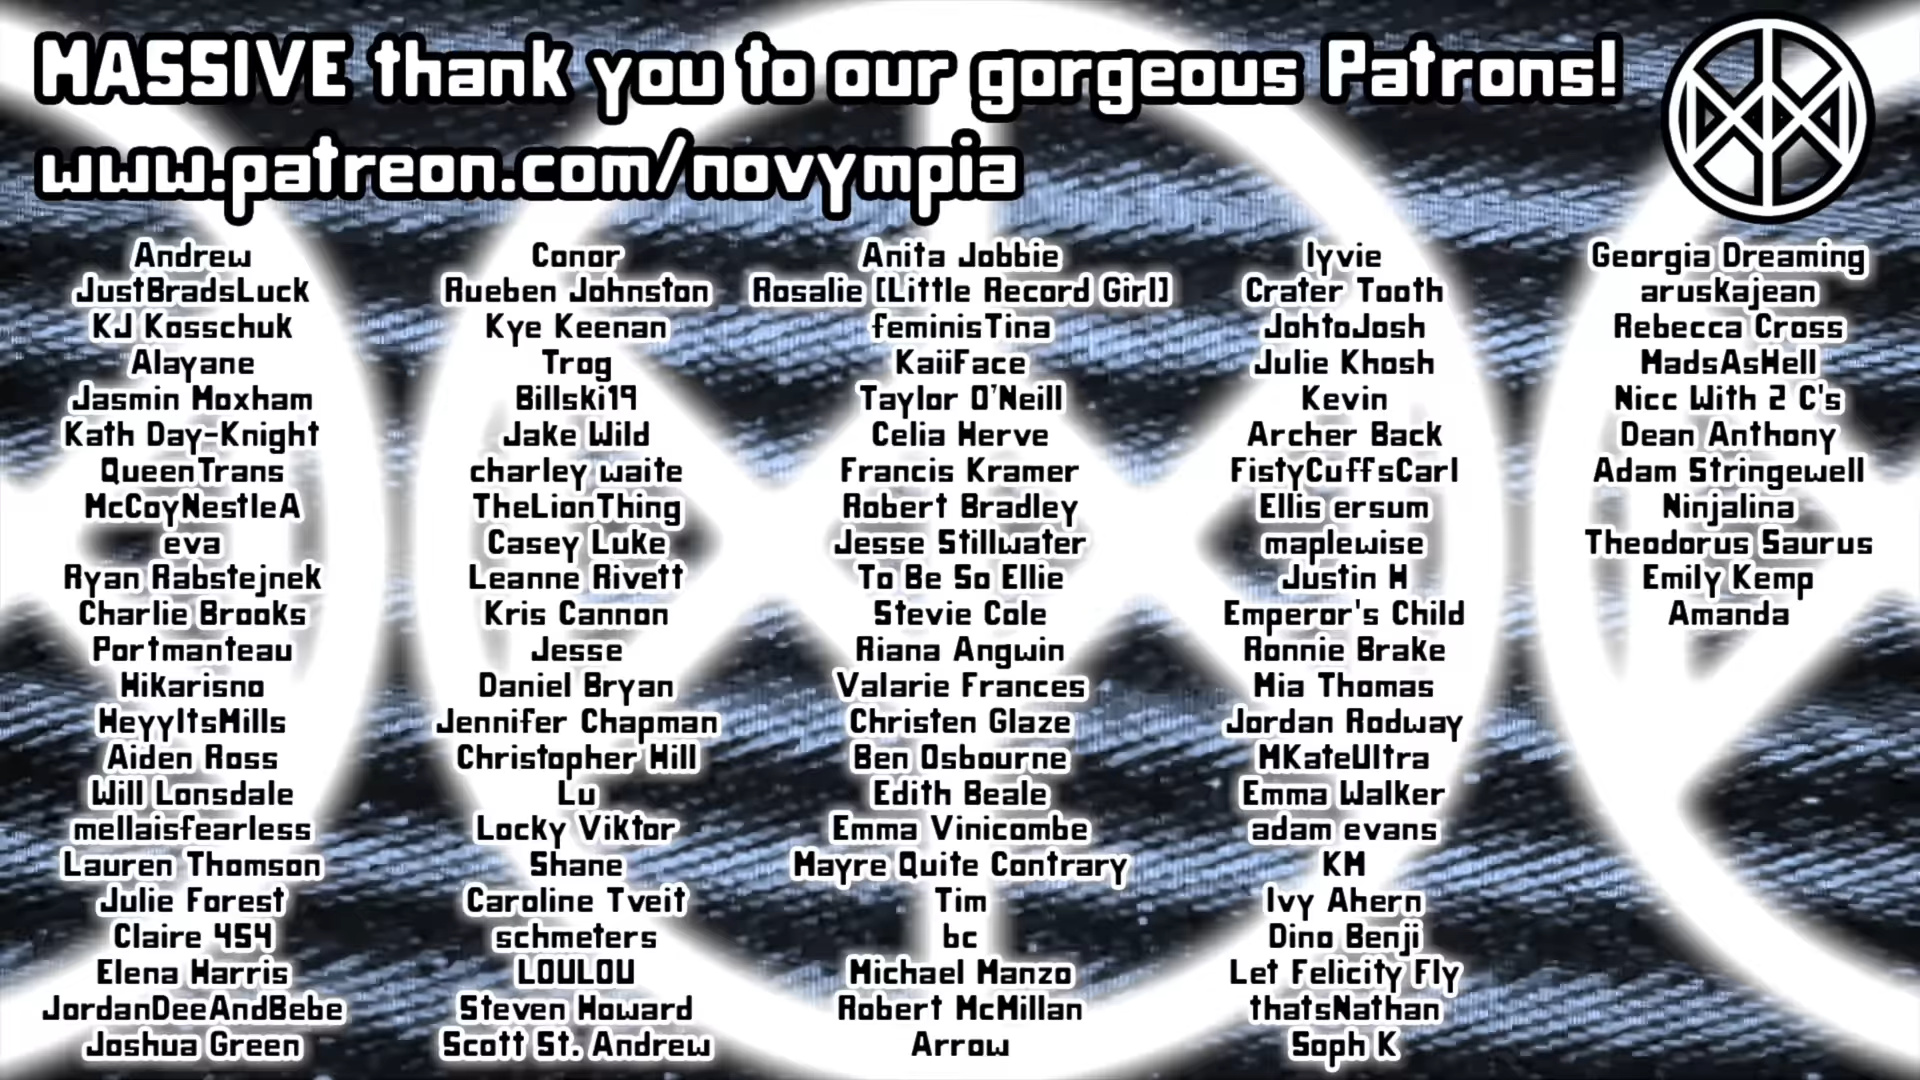 MASSIVE thank you to our gorgeous Patrons!
www.patreon.com/novympia
Andrew
JustBradsLuck
KJ Kosschuk
Alayane
Jasmin Moxham
Kath Day-Knight
QueenTrans
McCoyNestleA
eva
Ryan Rabstejnek
Charlie Brooks
Portmanteau
Hikarisno
HeyyItsMills
Aiden Ross
Will Lonsdale
mellaisfearless
Lauren Thomson
Julie Forest
Claire 454
Elena Harris
JordanDeeAndBebe
Joshua Green
Conor
Rueben Johnston
Kye Keenan
Trog
Billski19
Jake Wild
charley waite
TheLionThing
Casey Luke
Leanne Rivett
Kris Cannon
Jesse
Daniel Bryan
Jennifer Chapman
Christopher Hill
Lu
Locky Viktor
Shane
Caroline Tveit
schmeters
LOULOU
Steven Howard
Scott St. Andrew
Anita Jobbie
Rosalie [Little Record Girl]
feminisTina
KaiiFace
Taylor O'Neill
Celia Herve
Francis Kramer
Robert Bradley
Jesse Stillwater
To Be So Ellie
Stevie Cole
Riana Angwin
Valarie Frances
Christen Glaze
Ben Osbourne
Edith Beale
Emma Vinicombe
Mayre Quite Contrary
Tim
bc
Michael Manzo
Robert McMillan
Arrow
lyvie
Crater Tooth
JohtoJosh
Julie Khosh
Kevin
Archer Back
FistyCuffsCarl
Ellis ersum
maplewise
Justin H
Emperor's Child
Ronnie Brake
Mia Thomas
Jordan Rodway
MKateUltra
Emma Walker
adam evans
KM
Ivy Ahern
Dino Benji
Let Felicity Fly
thatsNathan
Soph K
Georgia Dreaming
aruskajean
Rebecca Cross
MadsAsHell
Nicc With 2 C's
Dean Anthony
Adam Stringewell
Ninjalina
Theodorus Saurus
Emily Kemp
Amanda